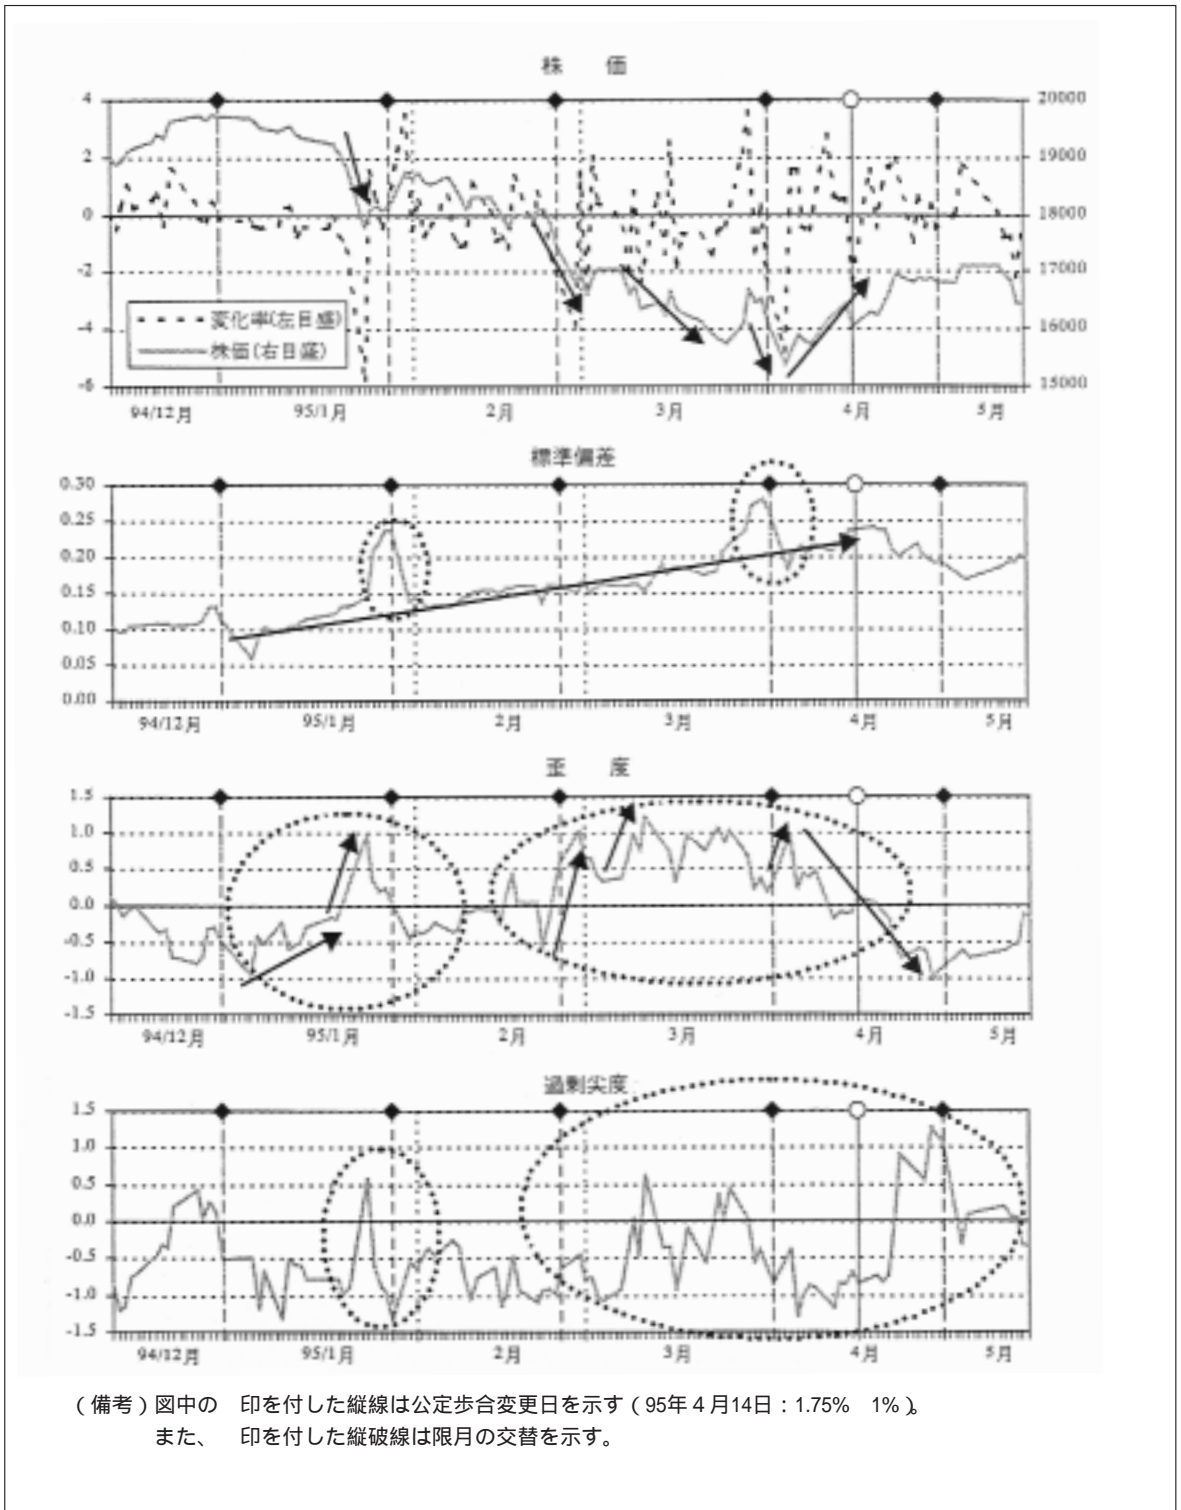 株 価
4
2
0
-2
-4
-6
20000
19000
18000
17000
16000
15000
変化率(左目盛)
株価(右目盛)
94/12月 95/1月 2月 3月 4月 5月
標準偏差
0.30
0.25
0.20
0.15
0.10
0.05
0.00
94/12月 95/1月 2月 3月 4月 5月
歪 度
1.5
1.0
0.5
0.0
-0.5
-1.0
-1.5
94/12月 95/1月 2月 3月 4月 5月
過剰尖度
1.5
1.0
0.5
0.0
-0.5
-1.0
-1.5
94/12月 95/1月 2月 3月 4月 5月
(備考)図中の 印を付した縦線は公定歩合変更日を示す(95年4月14日:1.75% 1%)。
また、 印を付した縦破線は限月の交替を示す。